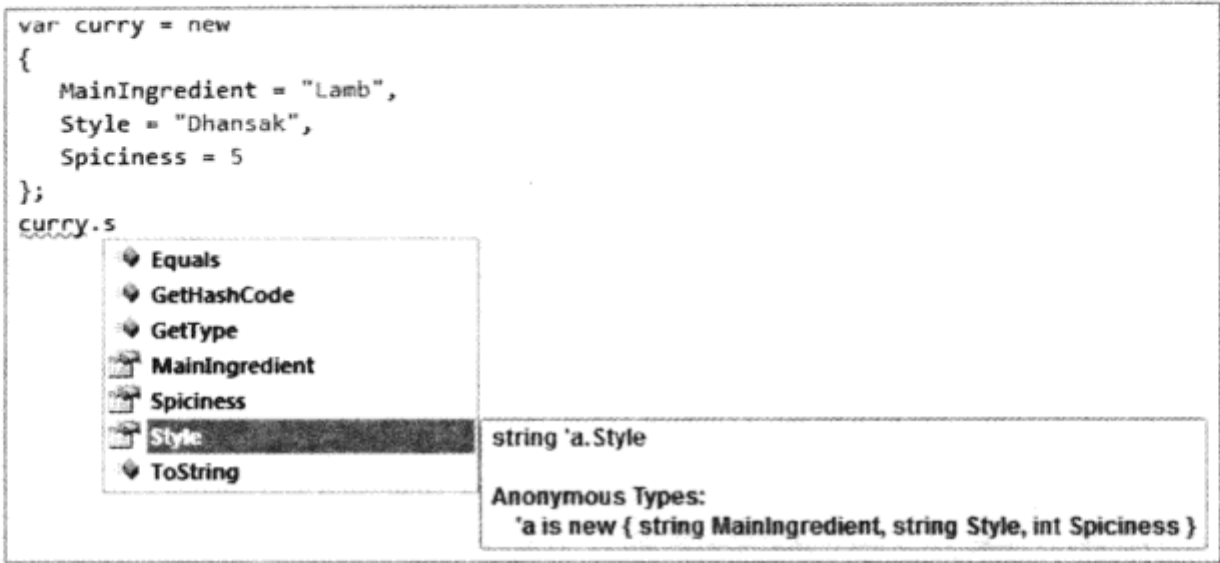 var curry = new
{
MainIngredient = "Lamb",
Style = "Dhansak",
Spiciness = 5
};
curry.s
Equals
GetHashCode
GetType
MainIngredient
Spiciness
Style
ToString
string 'a.Style
Anonymous Types:
'a is new { string MainIngredient, string Style, int Spiciness }